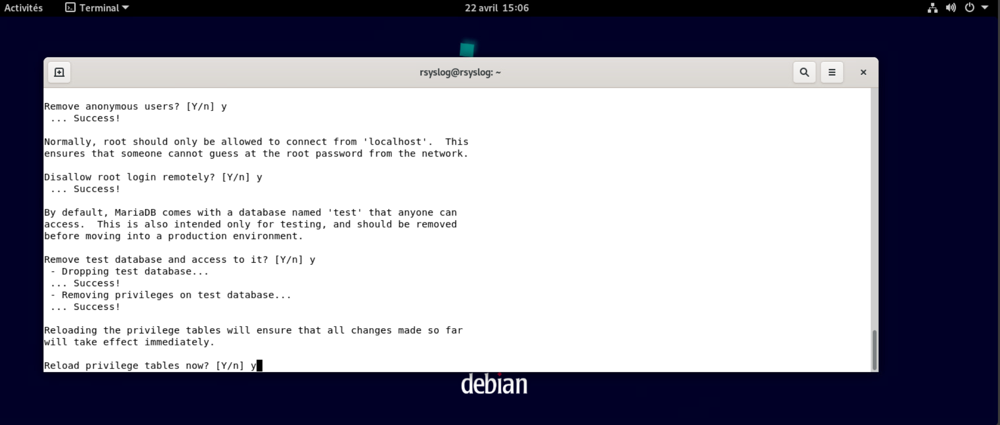 Activités Terminal 22 avril 15:06
rsyslog@rsyslog: ~
Remove anonymous users? [Y/n] y
 ... Success!
Normally, root should only be allowed to connect from 'localhost'.  This
ensures that someone cannot guess at the root password from the network.
Disallow root login remotely? [Y/n] y
 ... Success!
By default, MariaDB comes with a database named 'test' that anyone can
access.  This is also intended only for testing, and should be removed
before moving into a production environment.
Remove test database and access to it? [Y/n] y
 - Dropping test database...
 ... Success!
 - Removing privileges on test database...
 ... Success!
Reloading the privilege tables will ensure that all changes made so far
will take effect immediately.
Reload privilege tables now? [Y/n] y
debian